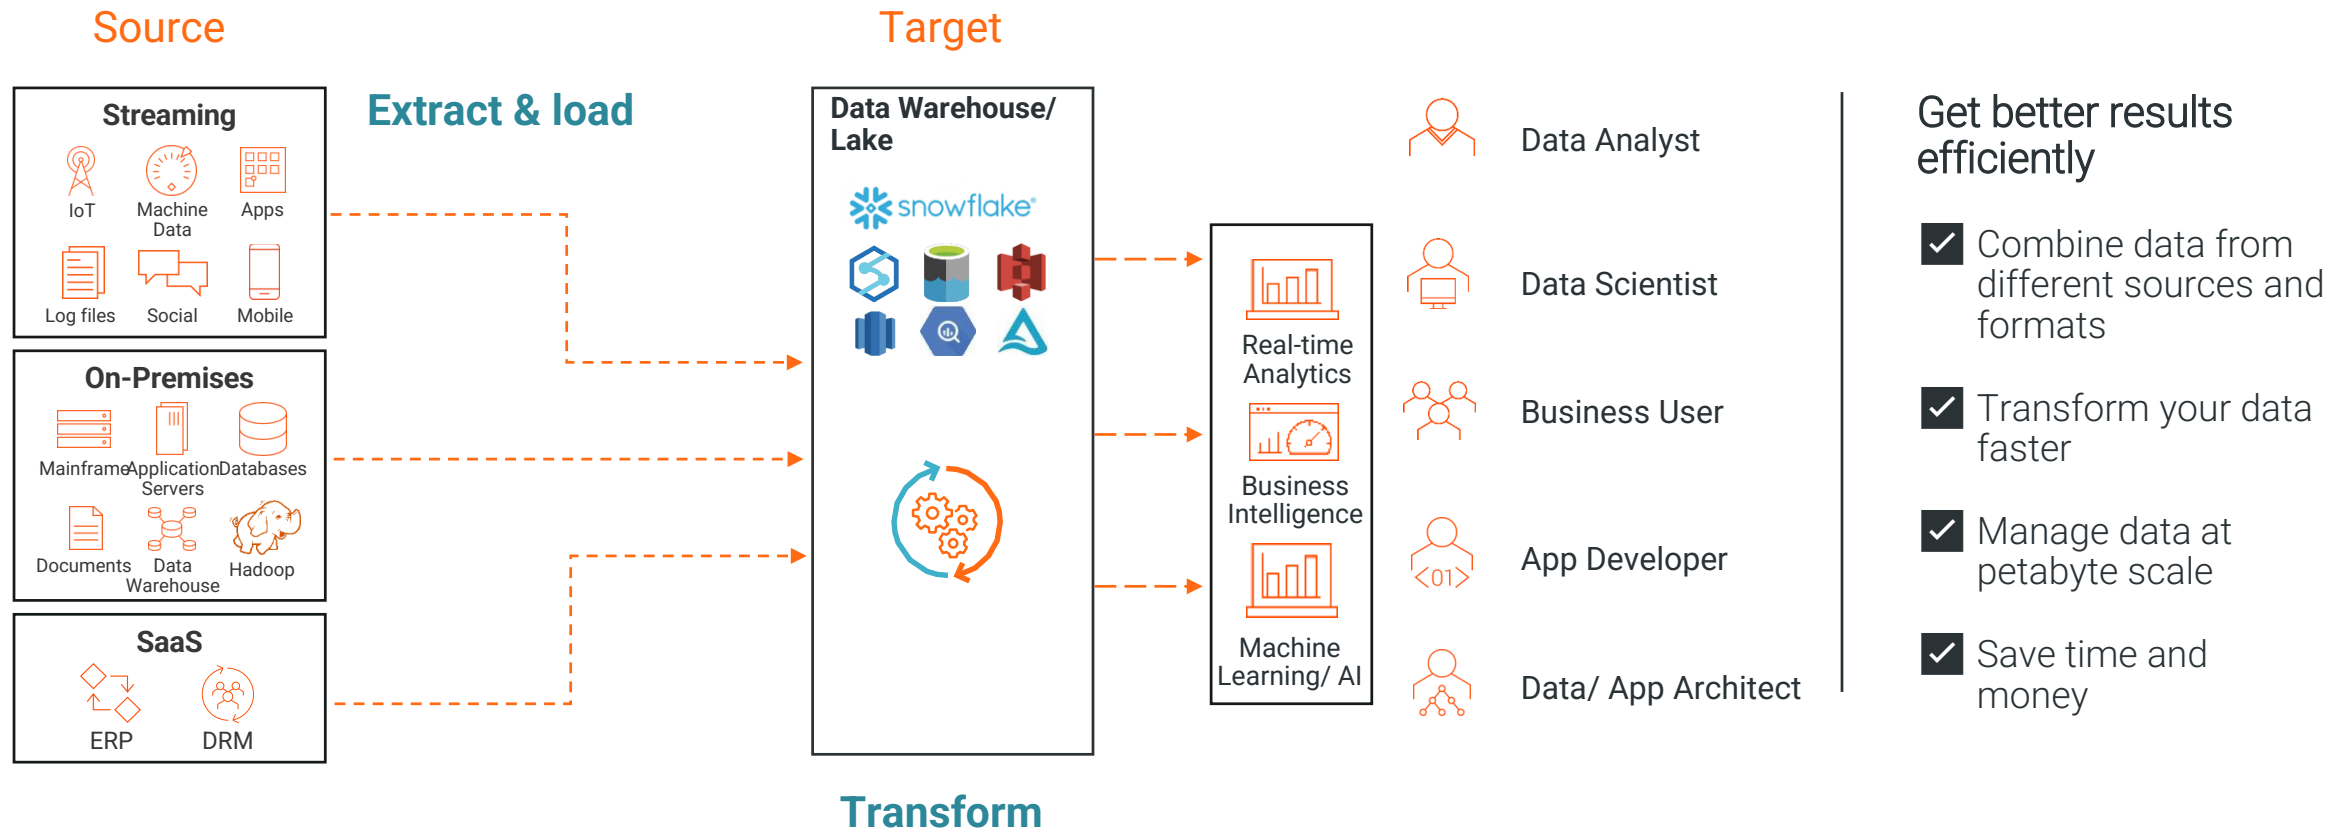 Source
Target
Streaming
IoT
Machine
Data
Apps
Log files
Social
Mobile
On-Premises
Mainframe
Application
Servers
Databases
Documents
Data
Warehouse
Hadoop
SaaS
ERP
DRM
Extract & load
Data Warehouse/
Lake
snowflake®
Transform
Real-time
Analytics
Business
Intelligence
Machine
Learning/ AI
Data Analyst
Data Scientist
Business User
<01>
App Developer
Data/ App Architect
Get better results
efficiently
Combine data from
different sources and
formats
Transform your data
faster
Manage data at
petabyte scale
Save time and
money